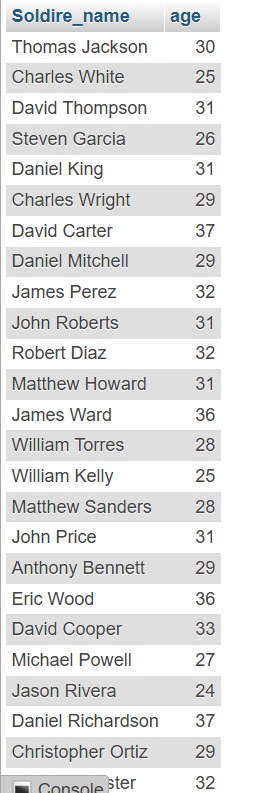 Soldire_name age
Thomas Jackson 30
Charles White 25
David Thompson 31
Steven Garcia 26
Daniel King 31
Charles Wright 29
David Carter 37
Daniel Mitchell 29
James Perez 32
John Roberts 31
Robert Diaz 32
Matthew Howard 31
James Ward 36
William Torres 28
William Kelly 25
Matthew Sanders 28
John Price 31
Anthony Bennett 29
Eric Wood 36
David Cooper 33
Michael Powell 27
Jason Rivera 24
Daniel Richardson 37
Christopher Ortiz 29
32
Console